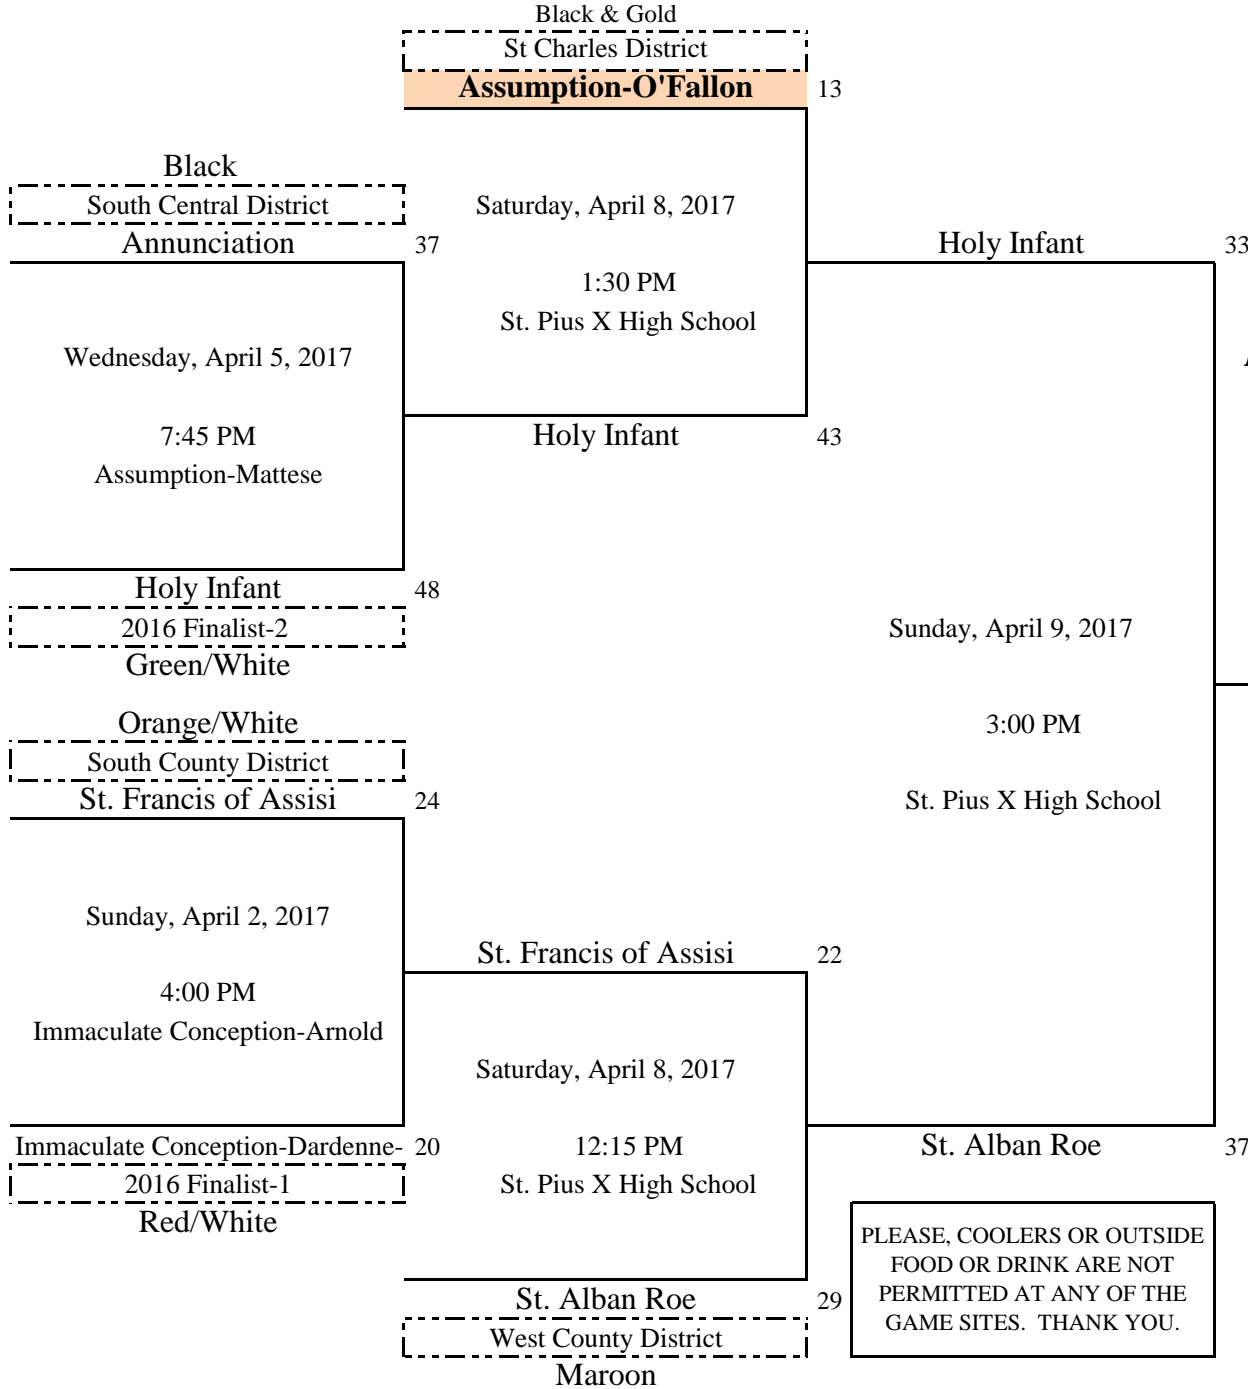 Black & Gold
St Charles District
Assumption-O'Fallon 13
Black
South Central District
Annunciation 37
Saturday, April 8, 2017
1:30 PM
St. Pius X High School
Holy Infant 33
Wednesday, April 5, 2017
7:45 PM
Assumption-Mattese
Holy Infant 43
Holy Infant 48
2016 Finalist-2
Green/White
Sunday, April 9, 2017
3:00 PM
St. Pius X High School
Orange/White
South County District
St. Francis of Assisi 24
Sunday, April 2, 2017
4:00 PM
Immaculate Conception-Arnold
St. Francis of Assisi 22
Saturday, April 8, 2017
12:15 PM
St. Pius X High School
Immaculate Conception-Dardenne- 20
2016 Finalist-1
Red/White
St. Alban Roe 37
St. Alban Roe 29
West County District
Maroon
PLEASE, COOLERS OR OUTSIDE
FOOD OR DRINK ARE NOT
PERMITTED AT ANY OF THE
GAME SITES. THANK YOU.